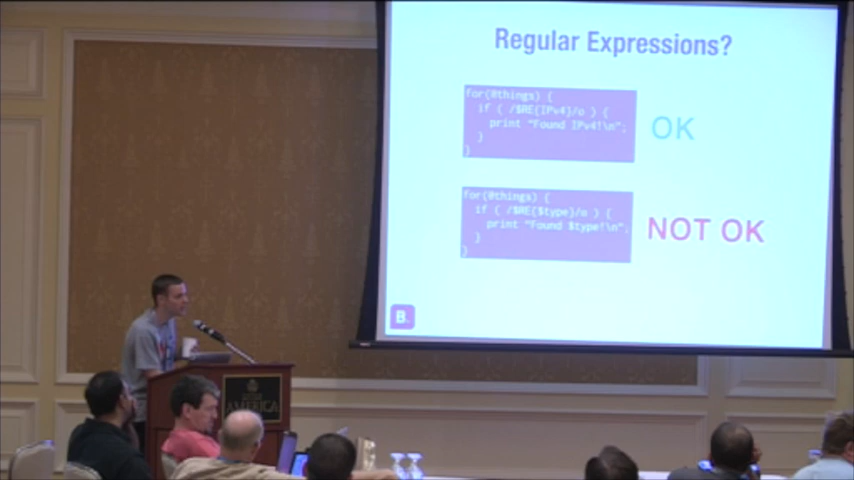 Regular Expressions?
for(@things) {
if ( /$RE{IPv4}/o ) {
print "Found IPv4!\n";
}
}
OK
for(@things) {
if ( /$RE{$type}/o ) {
print "Found $type!\n";
}
}
NOT OK
B.
AMERICA